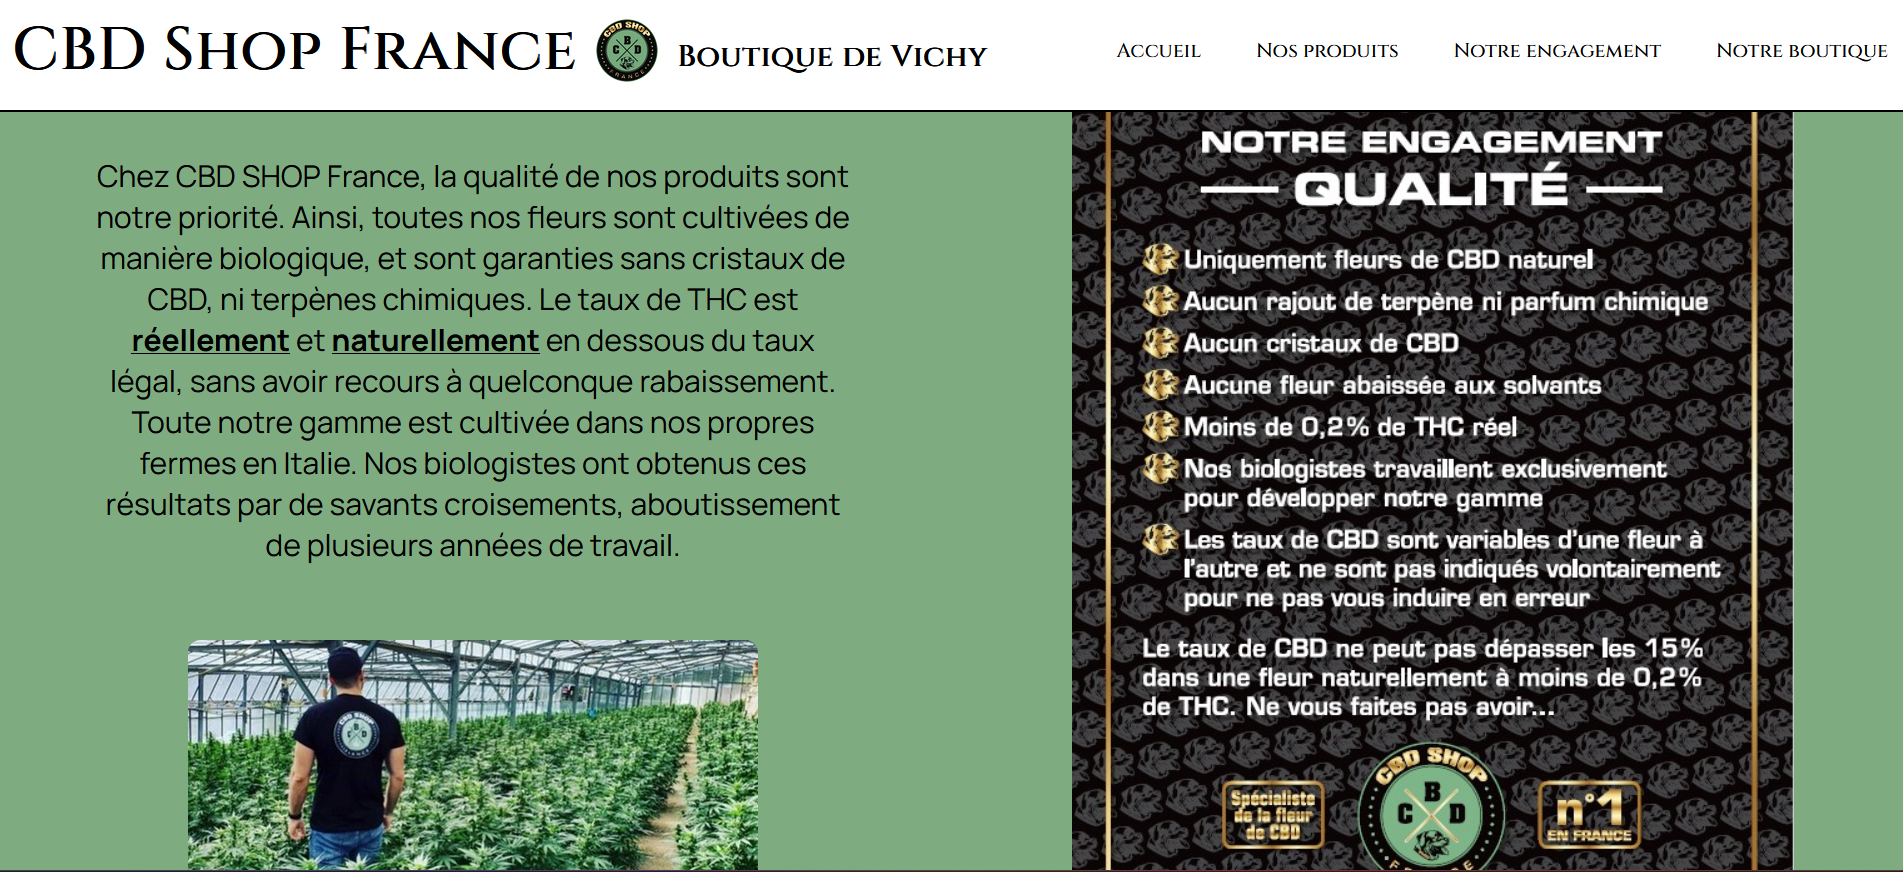 CBD Shop France
CBD SHOP
C B D
FRANCE
Boutique de Vichy
Accueil
Nos produits
Notre engagement
Notre boutique
Chez CBD SHOP France, la qualité de nos produits sont
notre priorité. Ainsi, toutes nos fleurs sont cultivées de
manière biologique, et sont garanties sans cristaux de
CBD, ni terpènes chimiques. Le taux de THC est
réellement et naturellement en dessous du taux
légal, sans avoir recours à quelconque rabaissement.
Toute notre gamme est cultivée dans nos propres
fermes en Italie. Nos biologistes ont obtenus ces
résultats par de savants croisements, aboutissement
de plusieurs années de travail.
CBD SHOP
C B D
FRANCE
NOTRE ENGAGEMENT
QUALITÉ
Uniquement fleurs de CBD naturel
Aucun rajout de terpène ni parfum chimique
Aucun cristaux de CBD
Aucune fleur abaissée aux solvants
Moins de 0,2% de THC réel
Nos biologistes travaillent exclusivement
pour développer notre gamme
Les taux de CBD sont variables d'une fleur à
l'autre et ne sont pas indiqués volontairement
pour ne pas vous induire en erreur
Le taux de CBD ne peut pas dépasser les 15%
dans une fleur naturellement à moins de 0,2%
de THC. Ne vous faites pas avoir...
Spécialiste
de la fleur
de CBD
CBD SHOP
C B D
n°1
EN FRANCE